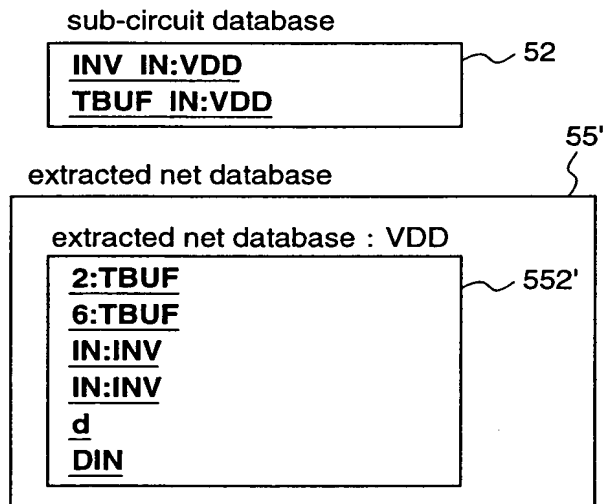 sub-circuit database
INV IN:VDD
TBUF IN:VDD
52
55'
extracted net database
extracted net database : VDD
2:TBUF
6:TBUF
IN:INV
IN:INV
d
DIN
552'